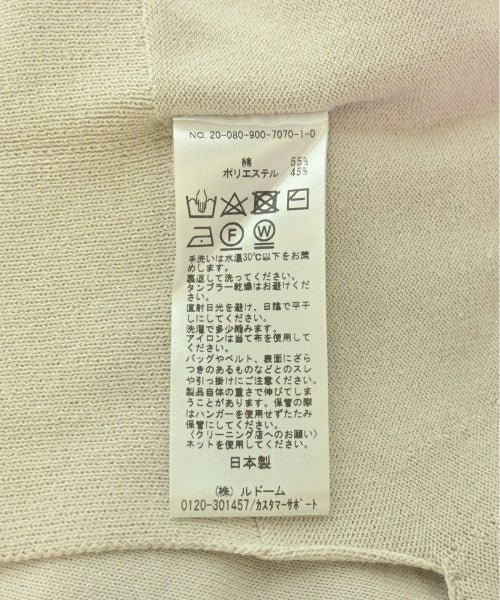 NO. 20-080-900-7070-1-0
綿 55%
ポリエステル 45%
F W
手洗いは水温30℃以下をお薦
めします。
裏返して洗ってください。
タンブラー乾燥はお避けくだ
さい。
直射日光を避け、日陰で平干
しにしてください。
洗濯で多少縮みます。
アイロンは当て布を使用して
ください。
バッグやベルト、表面にざら
つきのあるものなどとのスレ
や引っ掛けにご注意ください。
製品自体の重さで伸びてしま
うことがあります。保管の際
はハンガーを使用せずたたみ
保管にしてください。
〈クリーニング店へのお願い〉
ネットを使用してください。
日本製
(株) ルドーム
0120-301457/カスタマーサポート